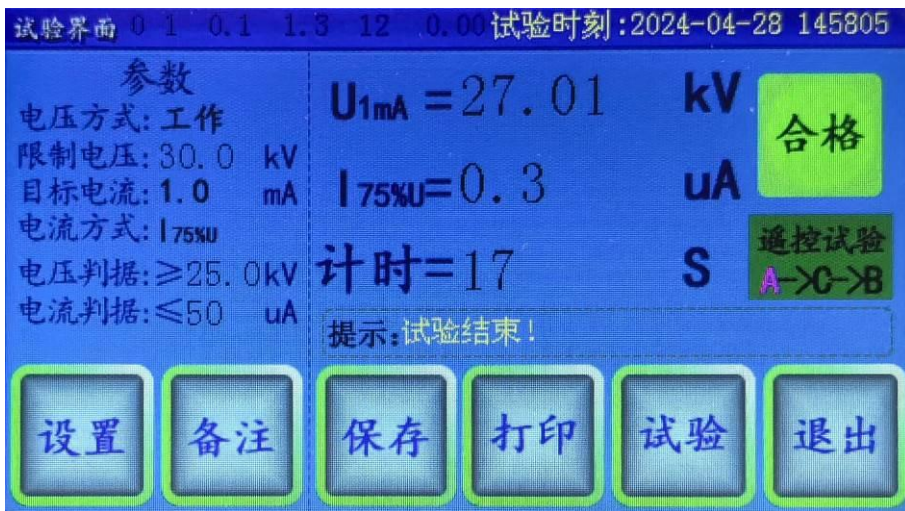 试验界面 0 1 0.1 1.3 12 0.00 试验时刻:2024-04-28 145805
参数
电压方式: 工作
限制电压: 30.0 kV
目标电流: 1.0 mA
电流方式: I75%U
电压判据: ≥25.0kV
电流判据: ≤50 uA
U1mA =27.01 kV
I75%U=0.3 uA
计时=17 S
合格
遥控试验
A->C->B
提示:试验结束!
设置 备注 保存 打印 试验 退出